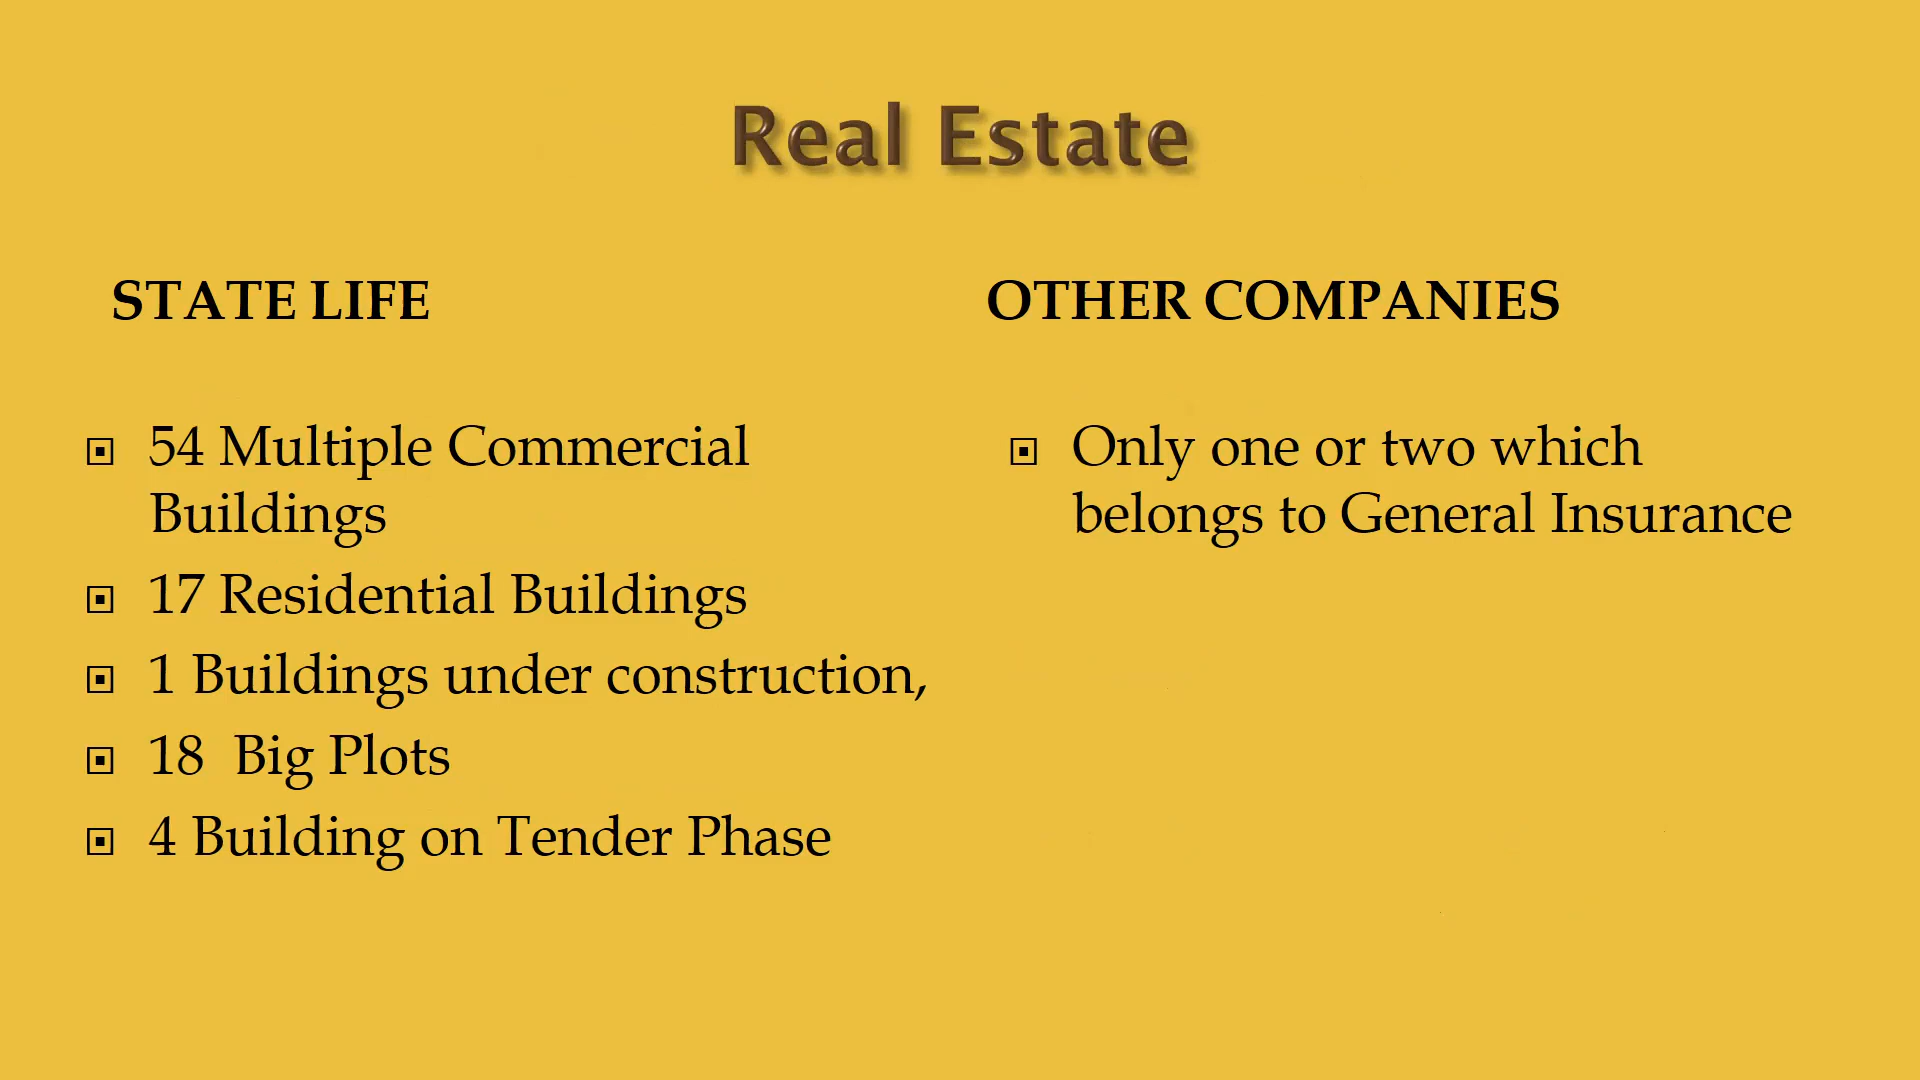 Real Estate
STATE LIFE
54 Multiple Commercial
Buildings
17 Residential Buildings
1 Buildings under construction,
18  Big Plots
4 Building on Tender Phase
OTHER COMPANIES
Only one or two which
belongs to General Insurance